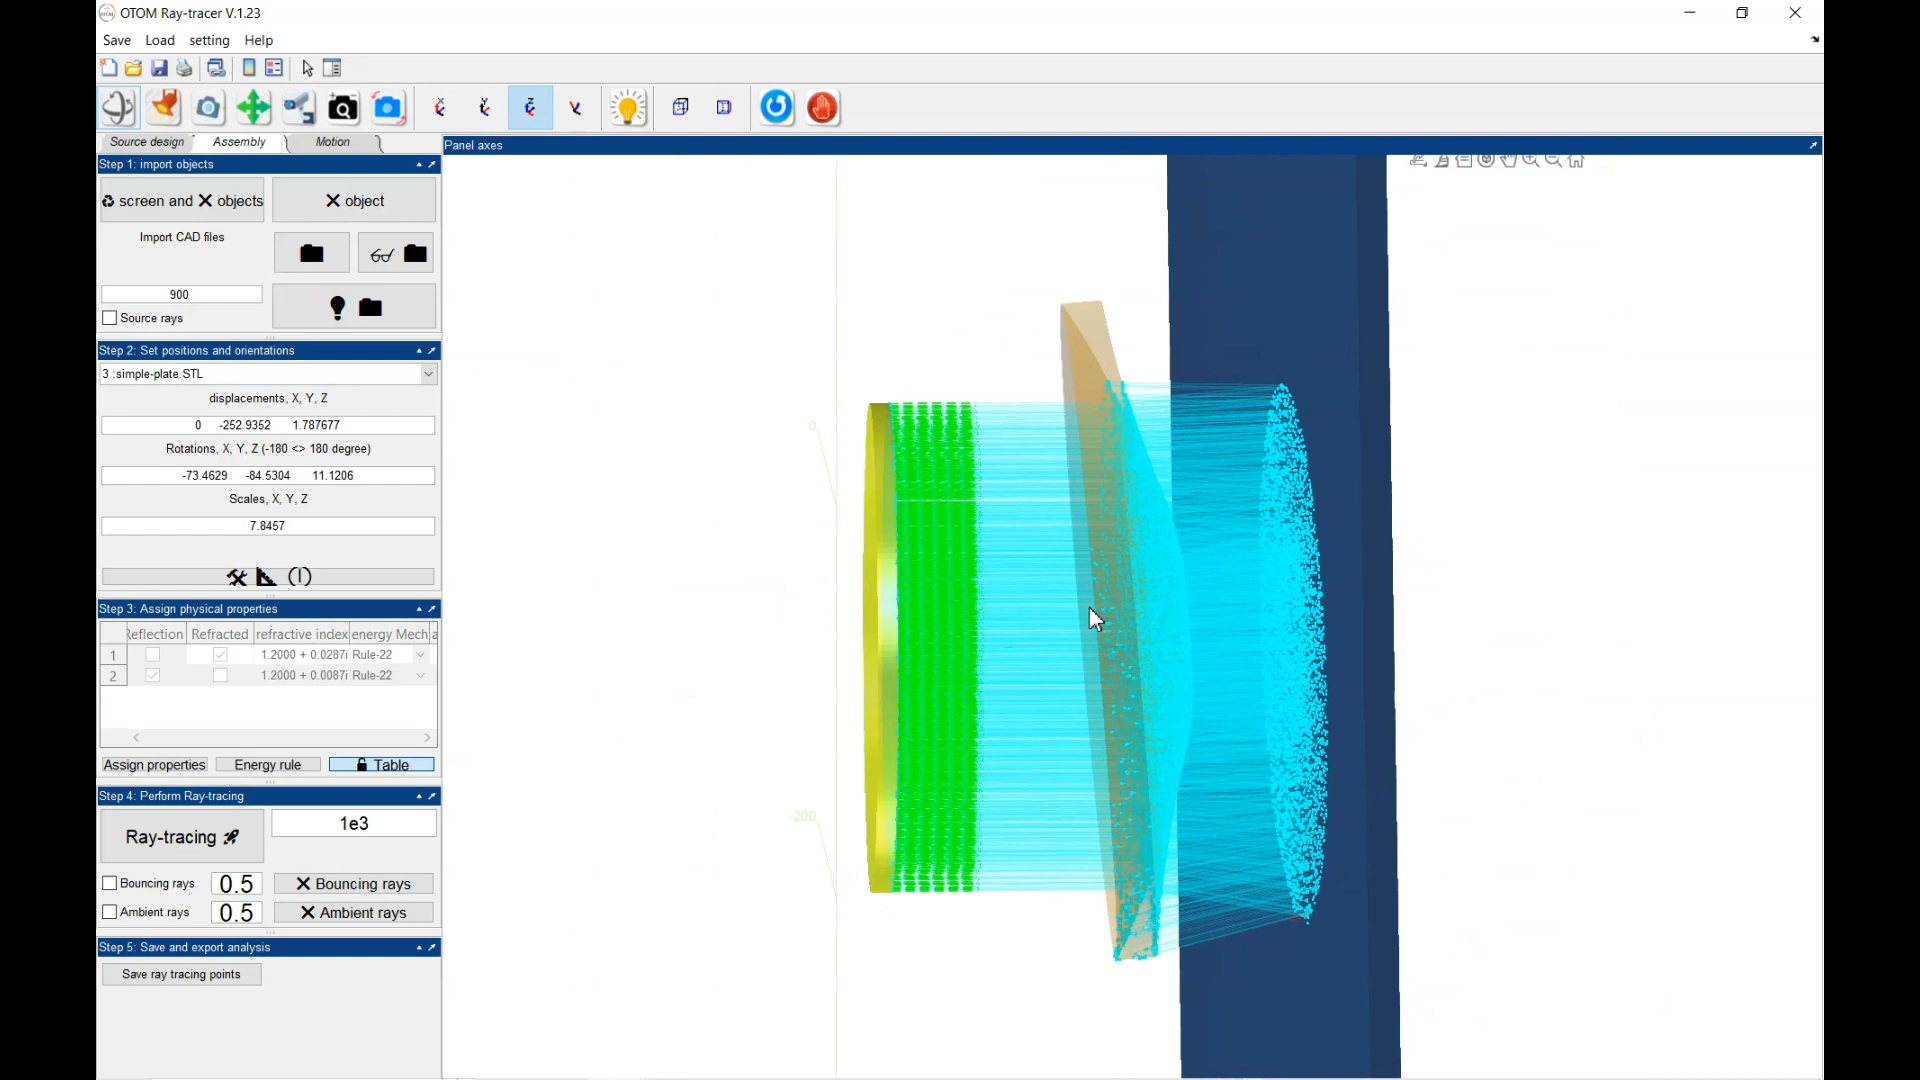 OTOM Ray-tracer V.1.23
Save Load setting Help
Source design Assembly Motion
Panel axes
Step 1: import objects
screen and X objects
X object
Import CAD files
900
Source rays
Step 2: Set positions and orientations
3 :simple-plate.STL
displacements, X, Y, Z
0 -252.9352 1.787677
Rotations, X, Y, Z (-180 <> 180 degree)
-73.4629 -84.5304 11.1206
Scales, X, Y, Z
7.8457
Step 3: Assign physical properties
Reflection Refracted refractive index energy Mech a
1 1.2000 + 0.0287i Rule-22
2 1.2000 + 0.0087i Rule-22
Assign properties Energy rule Table
Step 4: Perform Ray-tracing
Ray-tracing
1e3
Bouncing rays 0.5 X Bouncing rays
Ambient rays 0.5 X Ambient rays
Step 5: Save and export analysis
Save ray tracing points
0
-200